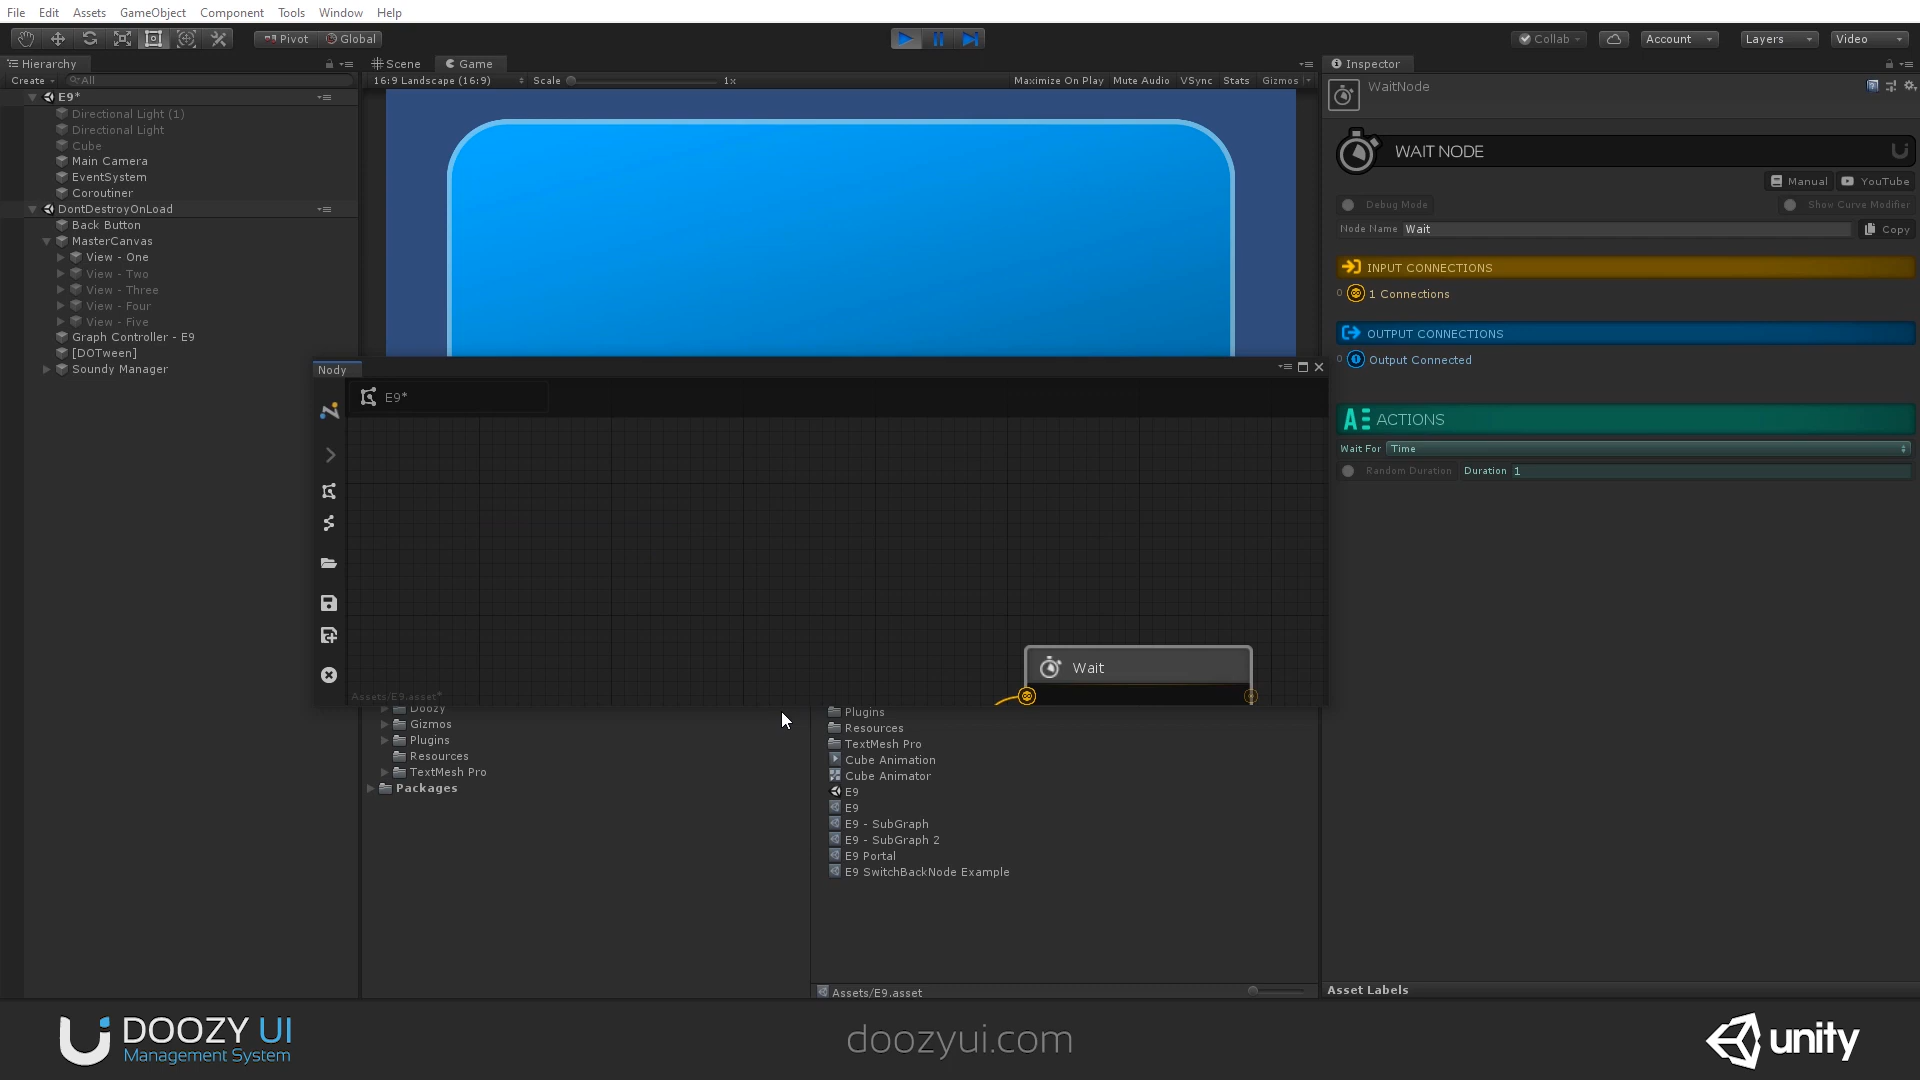 File Edit Assets GameObject Component Tools Window Help
Pivot Global Collab Account Layers Video
Hierarchy
Create All
E9*
Directional Light (1)
Directional Light
Cube
Main Camera
EventSystem
Coroutiner
DontDestroyOnLoad
Back Button
MasterCanvas
View - One
View - Two
View - Three
View - Four
View - Five
Graph Controller - E9
[DOTween]
Soundy Manager
Scene Game
16:9 Landscape (16:9) Scale 1x Maximize On Play Mute Audio VSync Stats Gizmos
Nody
E9*
Wait
Assets/E9.asset*
Doozy
Gizmos
Plugins
Resources
TextMesh Pro
Packages
Plugins
Resources
TextMesh Pro
Cube Animation
Cube Animator
E9
E9
E9 - SubGraph
E9 - SubGraph 2
E9 Portal
E9 SwitchBackNode Example
Assets/E9.asset
Inspector
WaitNode
WAIT NODE
Manual YouTube
Debug Mode Show Curve Modifier
Node Name Wait Copy
INPUT CONNECTIONS
0 1 Connections
OUTPUT CONNECTIONS
0 Output Connected
ACTIONS
Wait For Time
Random Duration Duration 1
Asset Labels
DOOZY UI
Management System
doozyui.com
unity